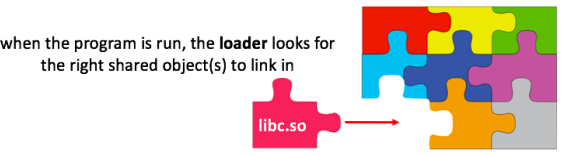 when the program is run, the loader looks for
the right shared object(s) to link in
libc.so